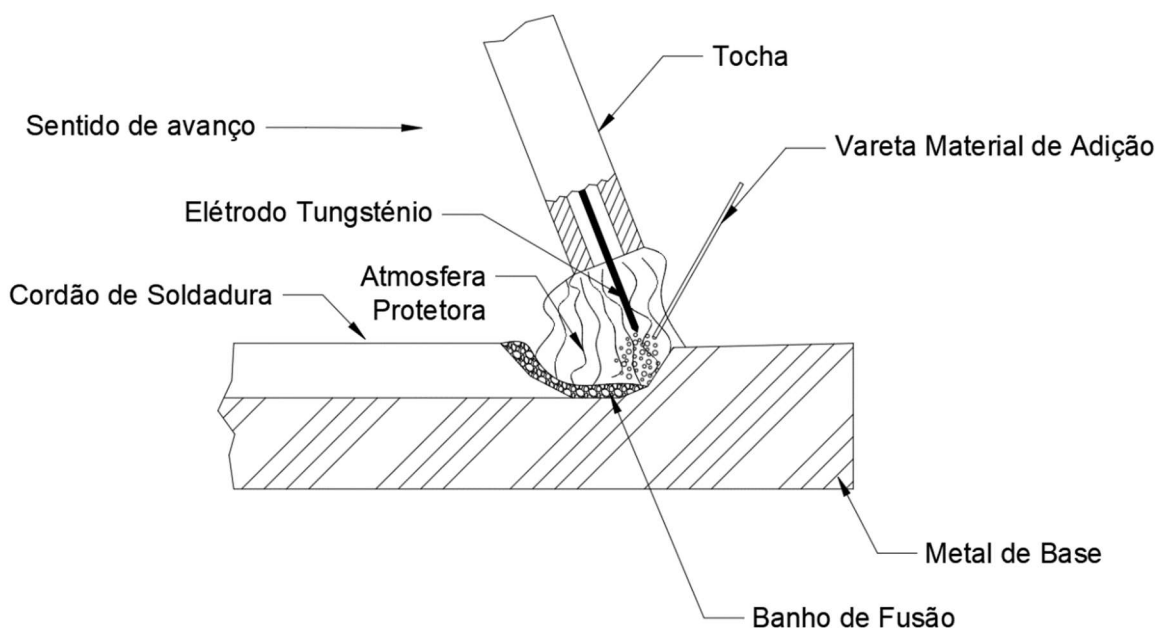 Tocha
Sentido de avanço
Vareta Material de Adição
Elétrodo Tungsténio
Atmosfera
Protetora
Cordão de Soldadura
Metal de Base
Banho de Fusão